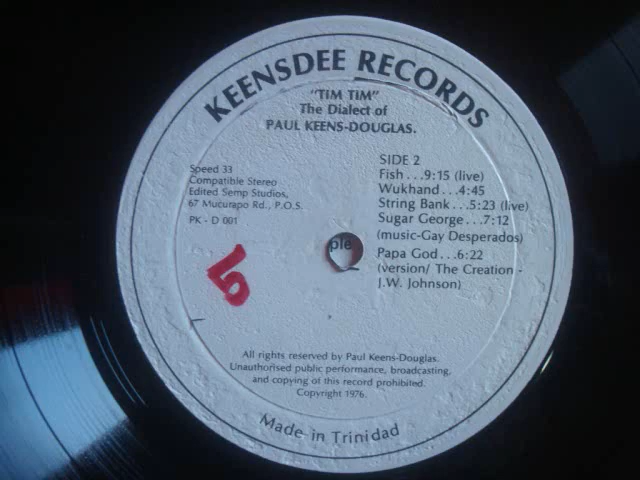 KEENSDEE RECORDS
"TIM TIM"
The Dialect of
PAUL KEENS-DOUGLAS.
Speed 33
Compatible Stereo
Edited Semp Studios,
67 Mucurapo Rd., P.O.S.
PK - D 001
SIDE 2
Fish...9:15 (live)
Wukhand...4:45
String Bank...5:23 (live)
Sugar George...7:12
(music-Gay Desperados)
Papa God...6:22
(version/ The Creation -
J.W. Johnson)
ple
All rights reserved by Paul Keens-Douglas.
Unauthorised public performance, broadcasting,
and copying of this record prohibited.
Copyright 1976.
Made in Trinidad